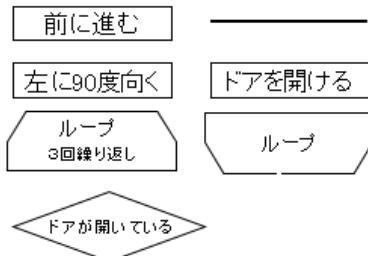 前に進む
左に90度向く
ドアを開ける
ループ
3回繰り返し
ループ
ドアが開いている